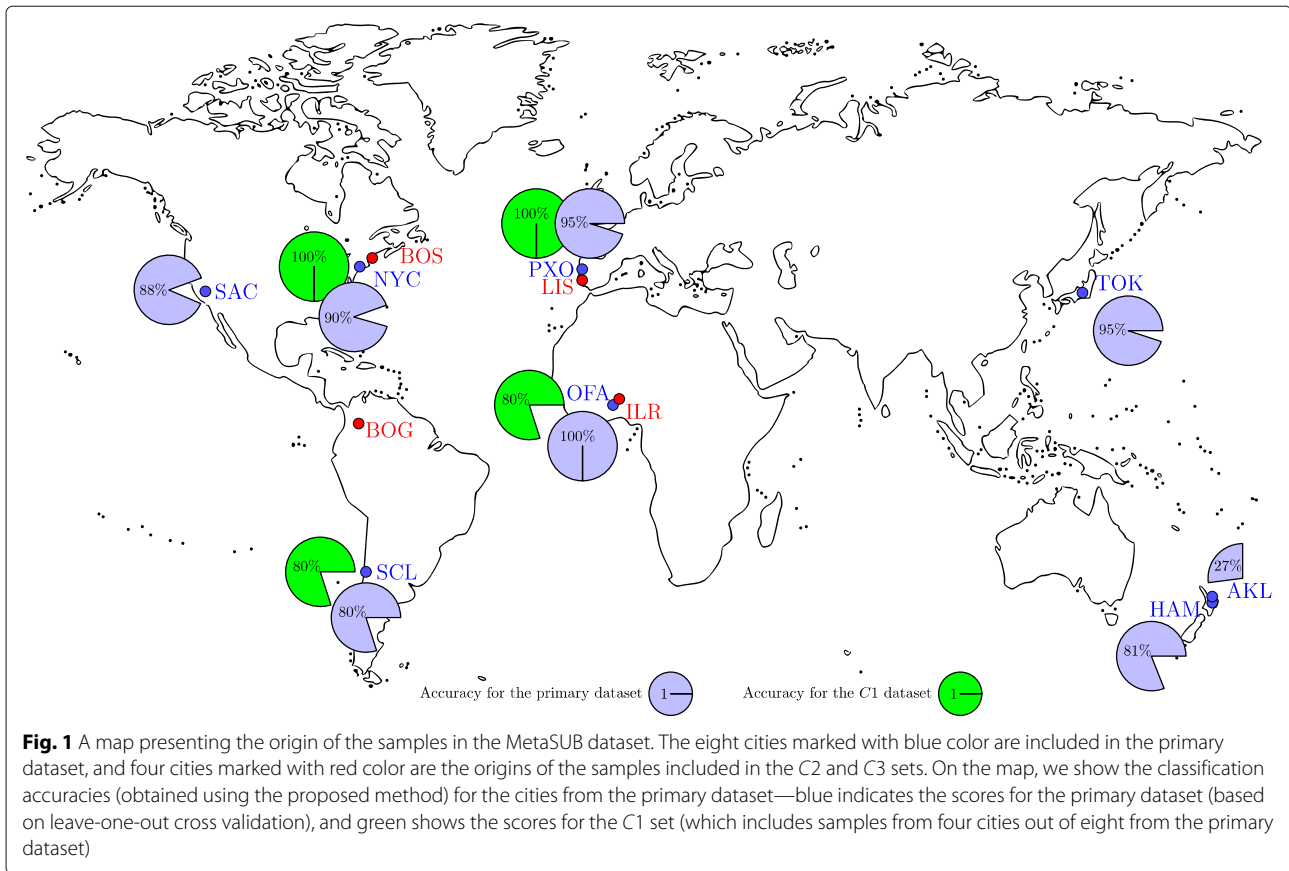 100%
95%
100%
BOS
PXO
NYC
LIS
TOK
88%
SAC
90%
95%
80%
OFA
ILR
BOG
100%
80%
SCL
27%
AKL
HAM
80%
81%
Accuracy for the primary dataset 1
Accuracy for the C1 dataset 1
Fig. 1 A map presenting the origin of the samples in the MetaSUB dataset. The eight cities marked with blue color are included in the primary
dataset, and four cities marked with red color are the origins of the samples included in the C2 and C3 sets. On the map, we show the classification
accuracies (obtained using the proposed method) for the cities from the primary dataset—blue indicates the scores for the primary dataset (based
on leave-one-out cross validation), and green shows the scores for the C1 set (which includes samples from four cities out of eight from the primary
dataset)